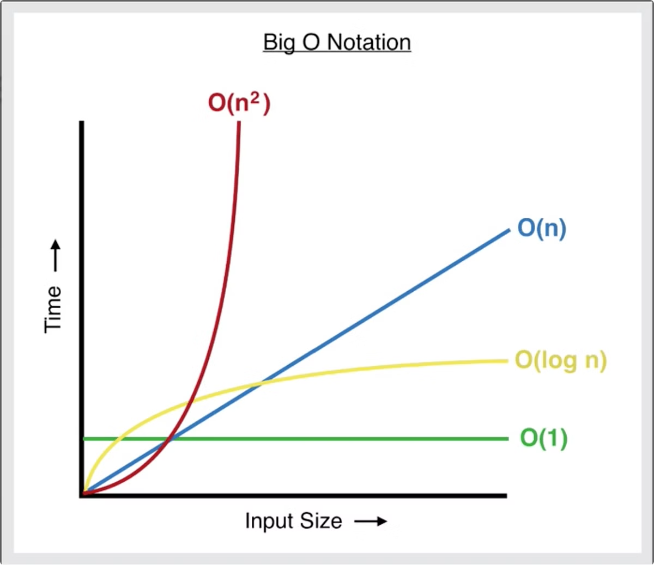 Big O Notation
O(n²)
O(n)
Time →
O(log n)
O(1)
Input Size →